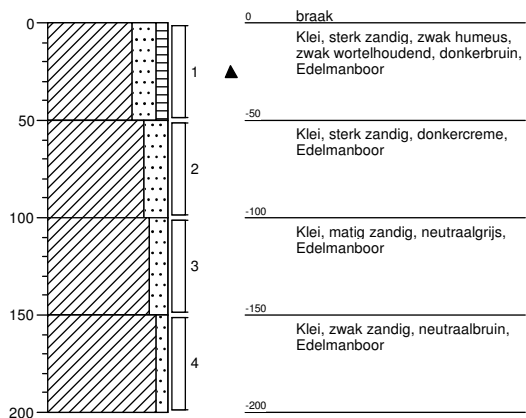 0
50
100
150
200
1
2
3
4
0 braak
Klei, sterk zandig, zwak humeus,
zwak wortelhoudend, donkerbruin,
Edelmanboor
-50
Klei, sterk zandig, donkercreme,
Edelmanboor
-100
Klei, matig zandig, neutraalgrijs,
Edelmanboor
-150
Klei, zwak zandig, neutraalbruin,
Edelmanboor
-200